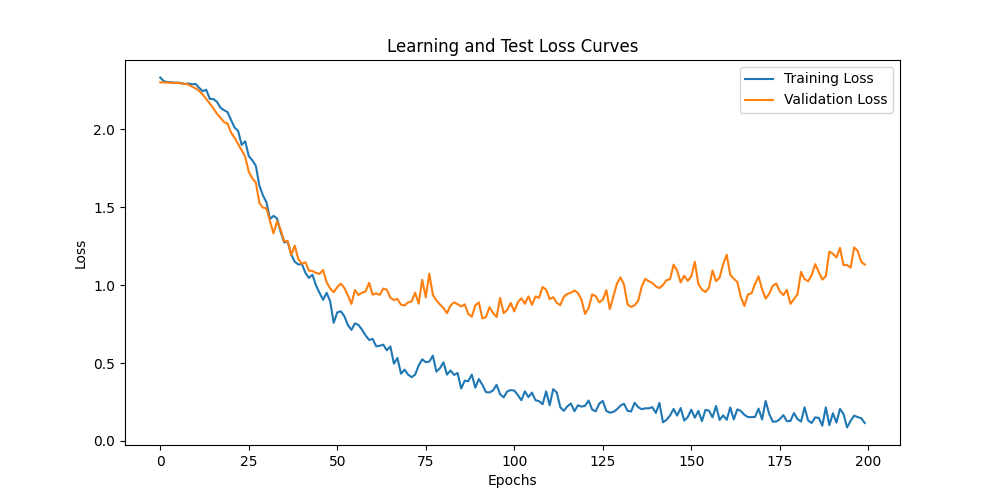 Learning and Test Loss Curves
Training Loss
Validation Loss
2.0
1.5
1.0
0.5
0.0
Loss
0 25 50 75 100 125 150 175 200
Epochs